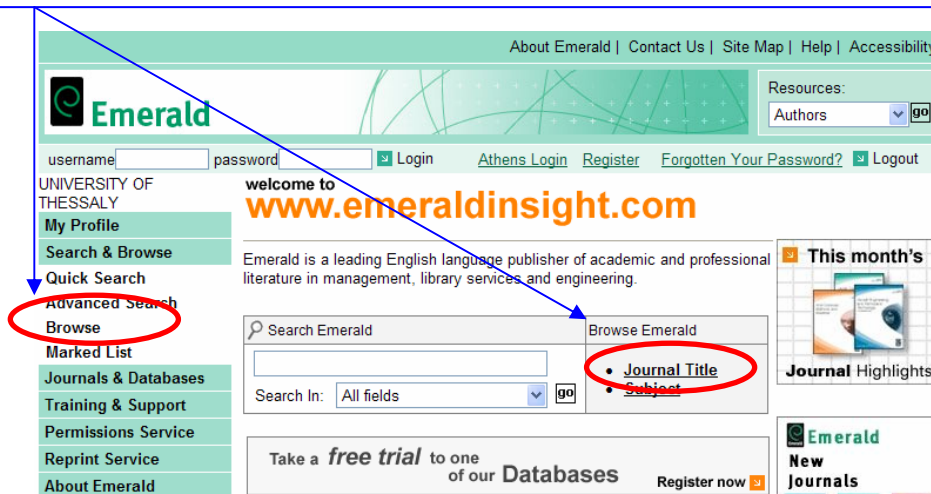 About Emerald | Contact Us | Site Map | Help | Accessibility
Emerald
Resources:
Authors go
username password Login Athens Login Register Forgotten Your Password? Logout
UNIVERSITY OF
THESSALY
My Profile
Search & Browse
Quick Search
Advanced Search
Browse
Marked List
Journals & Databases
Training & Support
Permissions Service
Reprint Service
About Emerald
welcome to
www.emeraldinsight.com
Emerald is a leading English language publisher of academic and professional
literature in management, library services and engineering.
Search Emerald
Search In: All fields go
Browse Emerald
• Journal Title
• Subject
Take a free trial to one
of our Databases
Register now
This month's
Journal Highlights
Emerald
New
Journals